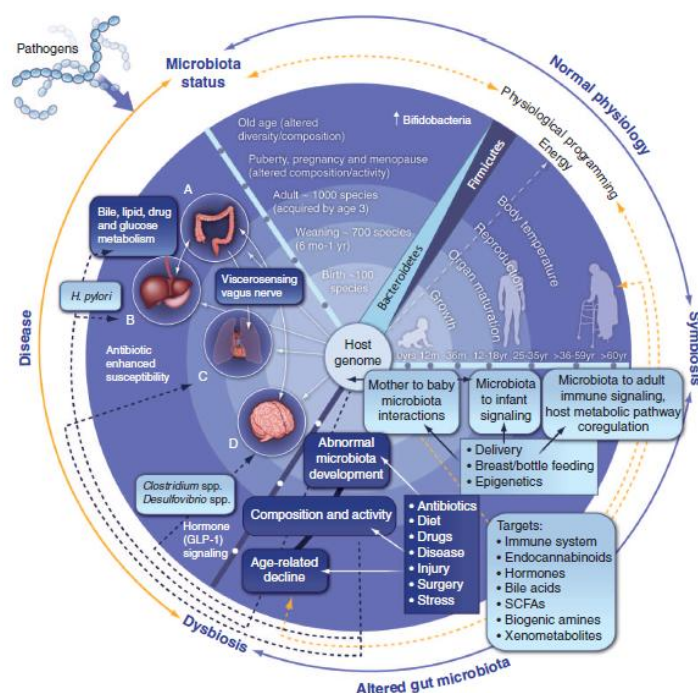 Pathogens
Microbiota
status
Normal physiology
Physiological programming
Energy
Body temperature
Reproduction
Organ maturation
Growth
Old age (altered
diversity/composition)
↑ Bifidobacteria
Puberty, pregnancy and menopause
(altered composition/activity)
Adult ~ 1000 species
(acquired by age 3)
Weaning ~ 700 species
(6 mo-1 yr)
Birth ~100
species
Bacteroidetes
Firmicutes
A
Bile, lipid, drug
and glucose
metabolism
Viscerosensing
vagus nerve
H. pylori
B
Disease
Antibiotic
enhanced
susceptibility
C
D
Host
genome
0yrs 12m -36m 12-18yr 25-35yr >36-59yr >60yr
Symbiosis
Mother to baby
microbiota
interactions
Microbiota
to infant
signaling
Microbiota to adult
immune signaling,
host metabolic pathway
coregulation
• Delivery
• Breast/bottle feeding
• Epigenetics
Abnormal
microbiota
development
Clostridium spp.
Desulfovibrio spp.
Composition and activity
Hormone
(GLP-1)
signaling
Age-related
decline
• Antibiotics
• Diet
• Drugs
• Disease
• Injury
• Surgery
• Stress
Targets:
• Immune system
• Endocannabinoids
• Hormones
• Bile acids
• SCFAs
• Biogenic amines
• Xenometabolites
Dysbiosis
Altered gut microbiota